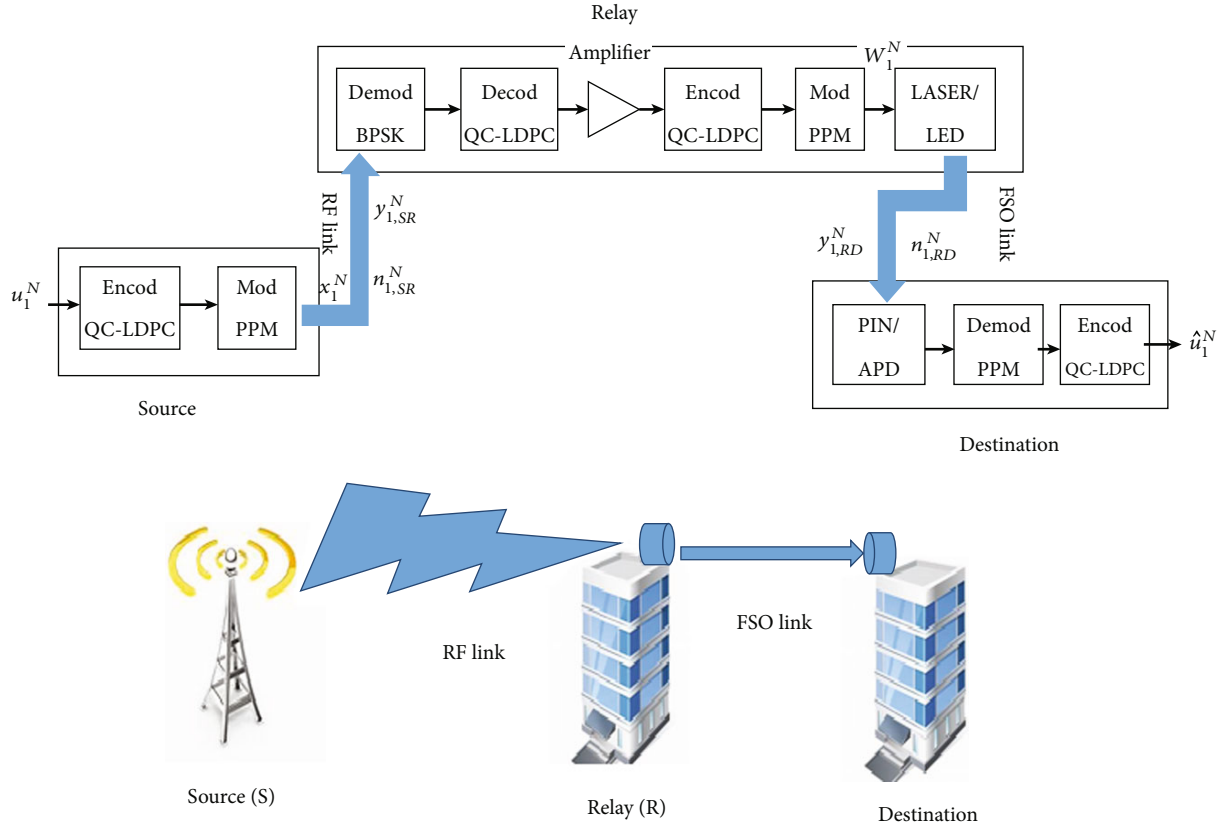 Relay
Amplifier
W_1^N
Demod
BPSK
Decod
QC-LDPC
Encod
QC-LDPC
Mod
PPM
LASER/
LED
RF link
y_{1,SR}^N
n_{1,SR}^N
x_1^N
FSO link
y_{1,RD}^N
n_{1,RD}^N
u_1^N
Encod
QC-LDPC
Mod
PPM
Source
PIN/
APD
Demod
PPM
Encod
QC-LDPC
û_1^N
Destination
RF link
FSO link
Source (S)
Relay (R)
Destination